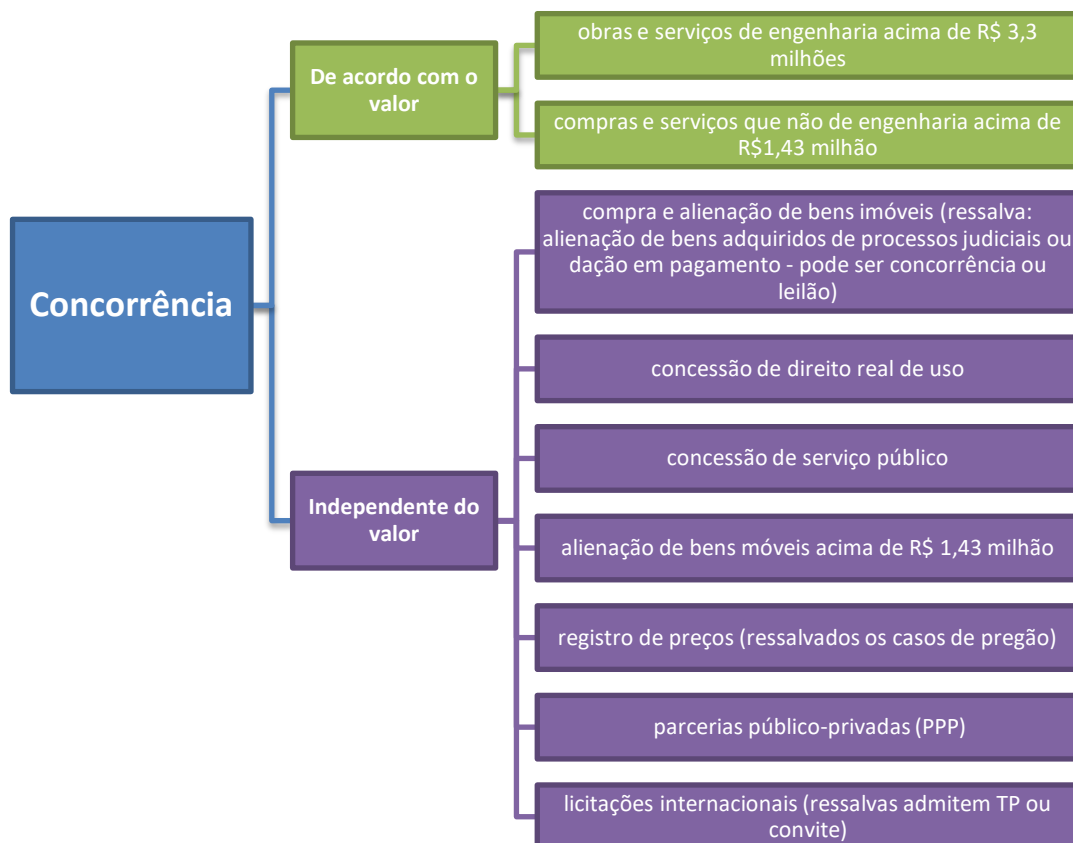 Concorrência
De acordo com o
valor
obras e serviços de engenharia acima de R$ 3,3
milhões
compras e serviços que não de engenharia acima de
R$1,43 milhão
Independente do
valor
compra e alienação de bens imóveis (ressalva:
alienação de bens adquiridos de processos judiciais ou
dação em pagamento - pode ser concorrência ou
leilão)
concessão de direito real de uso
concessão de serviço público
alienação de bens móveis acima de R$ 1,43 milhão
registro de preços (ressalvados os casos de pregão)
parcerias público-privadas (PPP)
licitações internacionais (ressalvas admitem TP ou
convite)